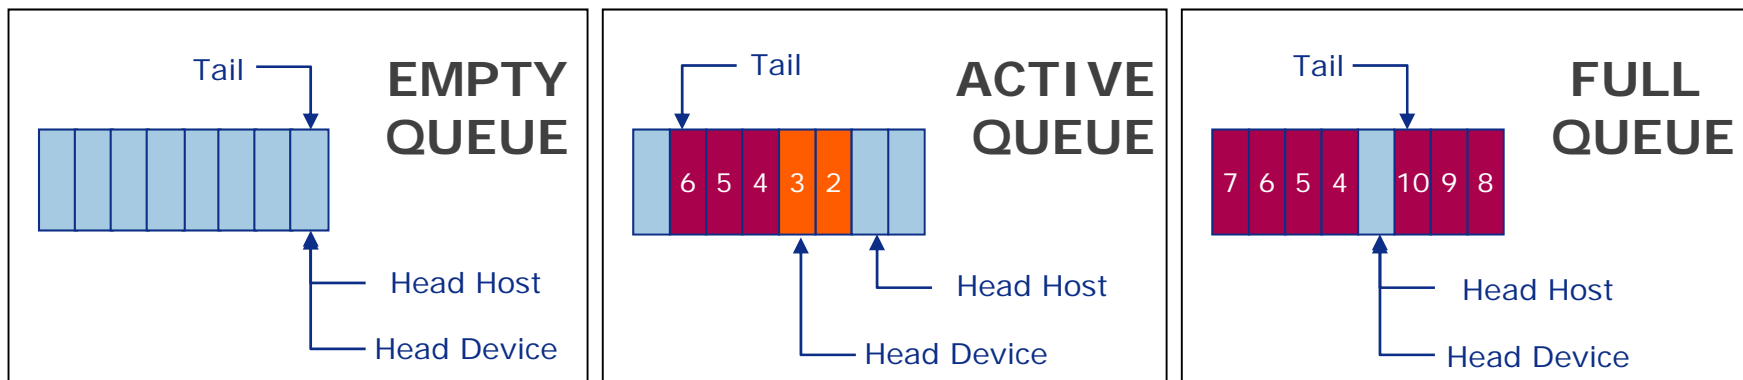 Tail
EMPTY
QUEUE
Head Host
Head Device
Tail
ACTIVE
QUEUE
6 5 4 3 2
Head Host
Head Device
Tail
FULL
QUEUE
7 6 5 4 10 9 8
Head Host
Head Device